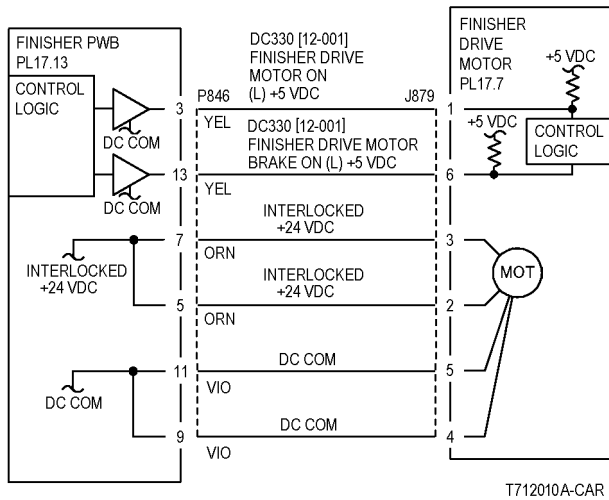 FINISHER PWB
PL17.13
CONTROL
LOGIC
DC COM
DC COM
INTERLOCKED
+24 VDC
DC COM
3
13
7
5
11
9
P846
J879
DC330 [12-001]
FINISHER DRIVE
MOTOR ON
(L) +5 VDC
YEL
DC330 [12-001]
FINISHER DRIVE MOTOR
BRAKE ON (L) +5 VDC
YEL
INTERLOCKED
+24 VDC
ORN
INTERLOCKED
+24 VDC
ORN
DC COM
VIO
DC COM
VIO
1
6
3
2
5
4
FINISHER
DRIVE
MOTOR
PL17.7
+5 VDC
+5 VDC
CONTROL
LOGIC
MOT
T712010A-CAR